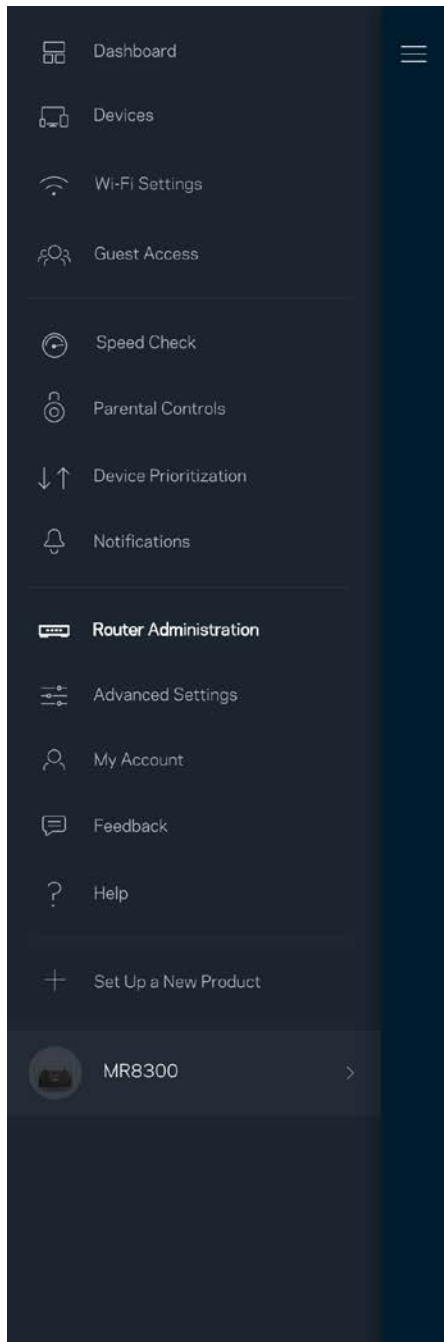 Dashboard
Devices
Wi-Fi Settings
Guest Access
Speed Check
Parental Controls
Device Prioritization
Notifications
Router Administration
Advanced Settings
My Account
Feedback
Help
Set Up a New Product
MR8300